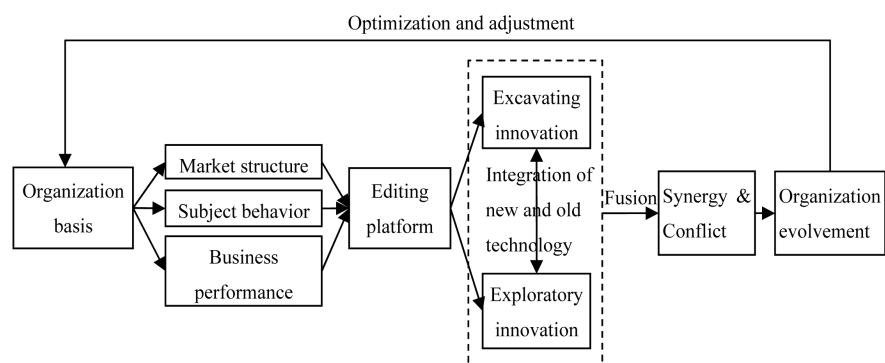 Optimization and adjustment
Organization
basis
Market structure
Subject behavior
Business
performance
Editing
platform
Excavating
innovation
Integration of
new and old
technology
Exploratory
innovation
Fusion
Synergy &
Conflict
Organization
evolvement